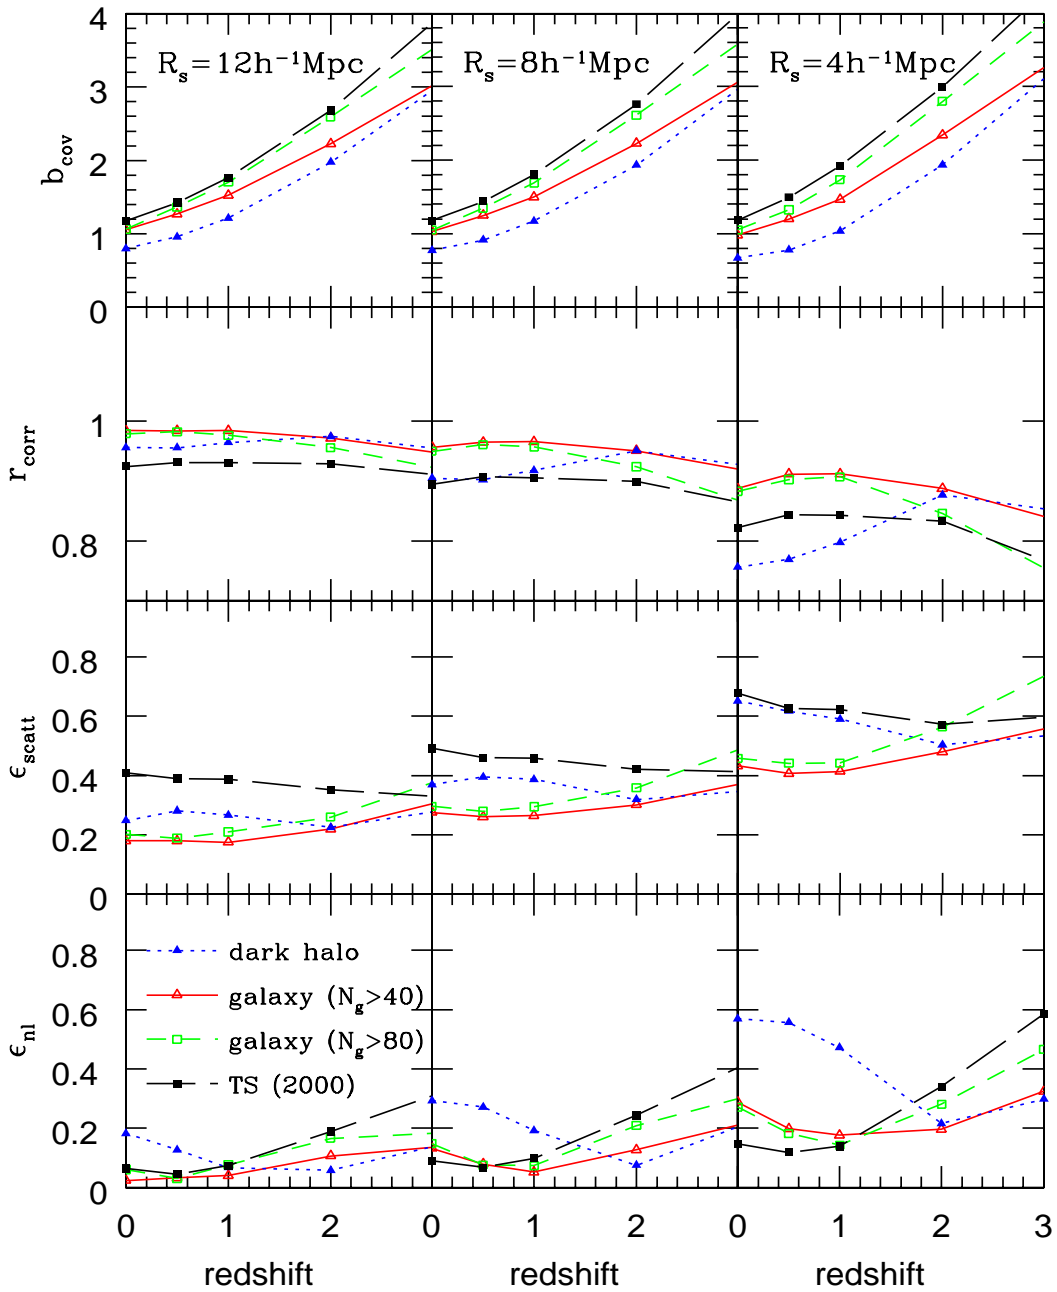 4
R_s=12h⁻¹Mpc
R_s=8h⁻¹Mpc
R_s=4h⁻¹Mpc
3
b_cov
2
1
0
1
r_corr
0.8
0.8
0.6
ϵ_scatt
0.4
0.2
0
0.8
dark halo
galaxy (N_g>40)
0.6
galaxy (N_g>80)
ϵ_nl
0.4
TS (2000)
0.2
0
0 1 2 0 1 2 0 1 2 3
redshift redshift redshift